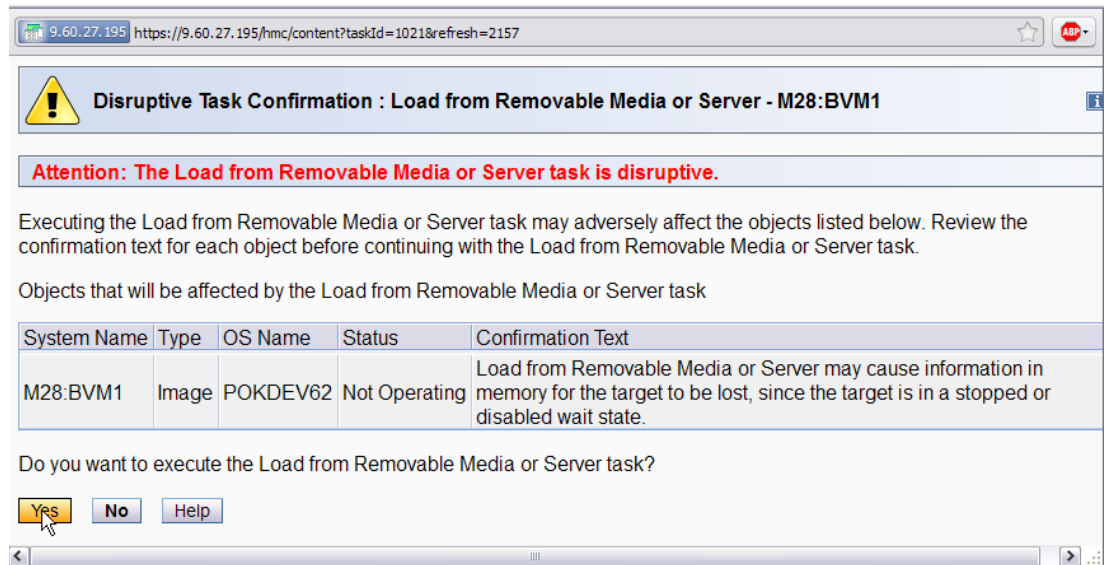 9.60.27.195 https://9.60.27.195/hmc/content?taskId=1021&refresh=2157
ABP
Disruptive Task Confirmation : Load from Removable Media or Server - M28:BVM1
i
Attention: The Load from Removable Media or Server task is disruptive.
Executing the Load from Removable Media or Server task may adversely affect the objects listed below. Review the
confirmation text for each object before continuing with the Load from Removable Media or Server task.
Objects that will be affected by the Load from Removable Media or Server task
System Name Type OS Name Status Confirmation Text
M28:BVM1 Image POKDEV62 Not Operating Load from Removable Media or Server may cause information in
memory for the target to be lost, since the target is in a stopped or
disabled wait state.
Do you want to execute the Load from Removable Media or Server task?
Yes No Help